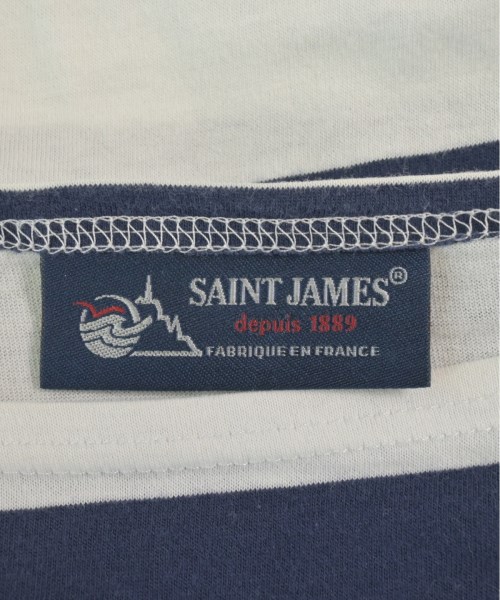 SAINT JAMES®
depuis 1889
FABRIQUE EN FRANCE